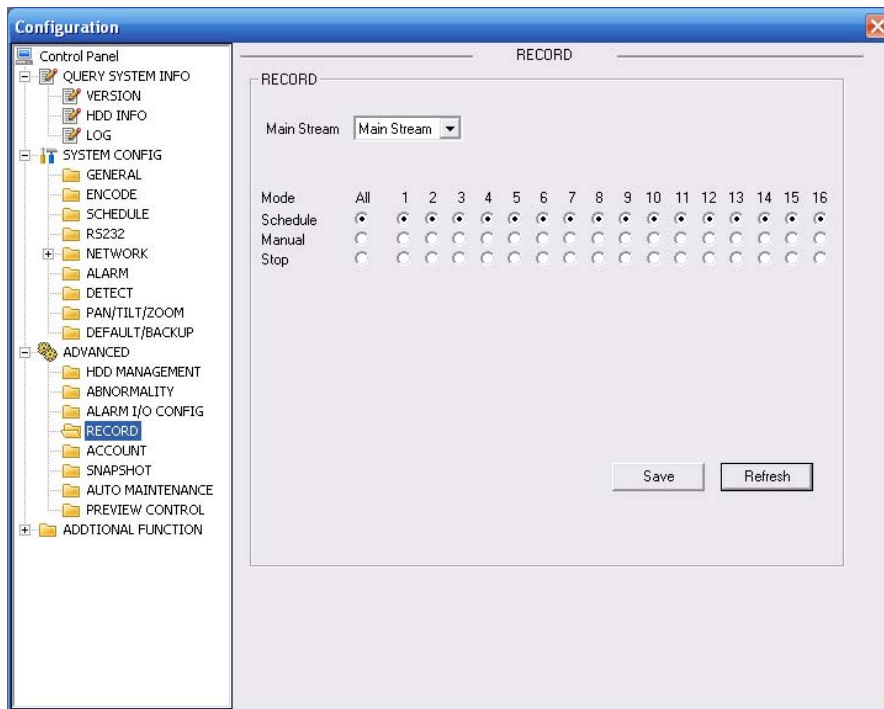 Configuration
Control Panel
QUERY SYSTEM INFO
VERSION
HDD INFO
LOG
SYSTEM CONFIG
GENERAL
ENCODE
SCHEDULE
RS232
NETWORK
ALARM
DETECT
PAN/TILT/ZOOM
DEFAULT/BACKUP
ADVANCED
HDD MANAGEMENT
ABNORMALITY
ALARM I/O CONFIG
RECORD
ACCOUNT
SNAPSHOT
AUTO MAINTENANCE
PREVIEW CONTROL
ADDTIONAL FUNCTION
RECORD
RECORD
Main Stream Main Stream
Mode All 1 2 3 4 5 6 7 8 9 10 11 12 13 14 15 16
Schedule
Manual
Stop
Save Refresh